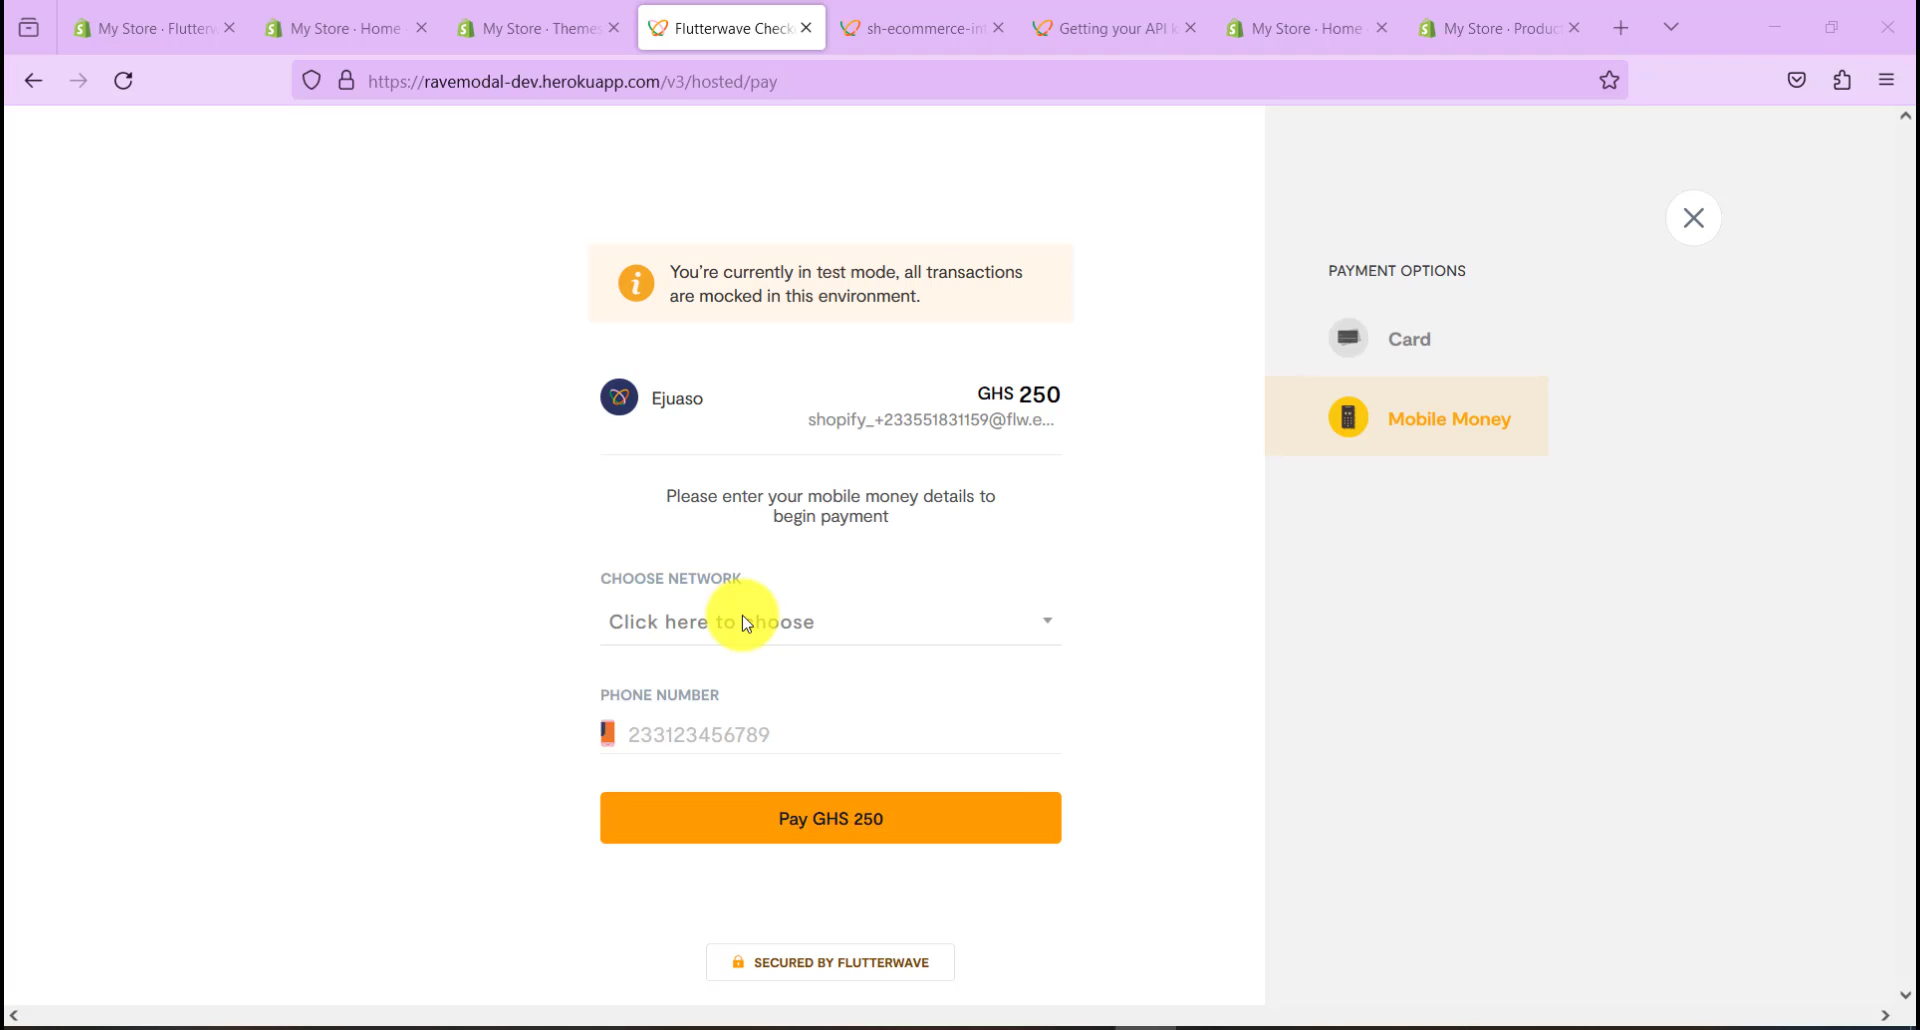 My Store · Flutterw
My Store · Home
My Store · Themes
Flutterwave Check
sh-ecommerce-in
Getting your API k
My Store · Home
My Store · Product
https://ravemodal-dev.herokuapp.com/v3/hosted/pay
You're currently in test mode, all transactions
are mocked in this environment.
Ejuaso
GHS 250
shopify_+233551831159@flw.e...
Please enter your mobile money details to
begin payment
CHOOSE NETWORK
Click here to choose
PHONE NUMBER
233123456789
Pay GHS 250
SECURED BY FLUTTERWAVE
PAYMENT OPTIONS
Card
Mobile Money